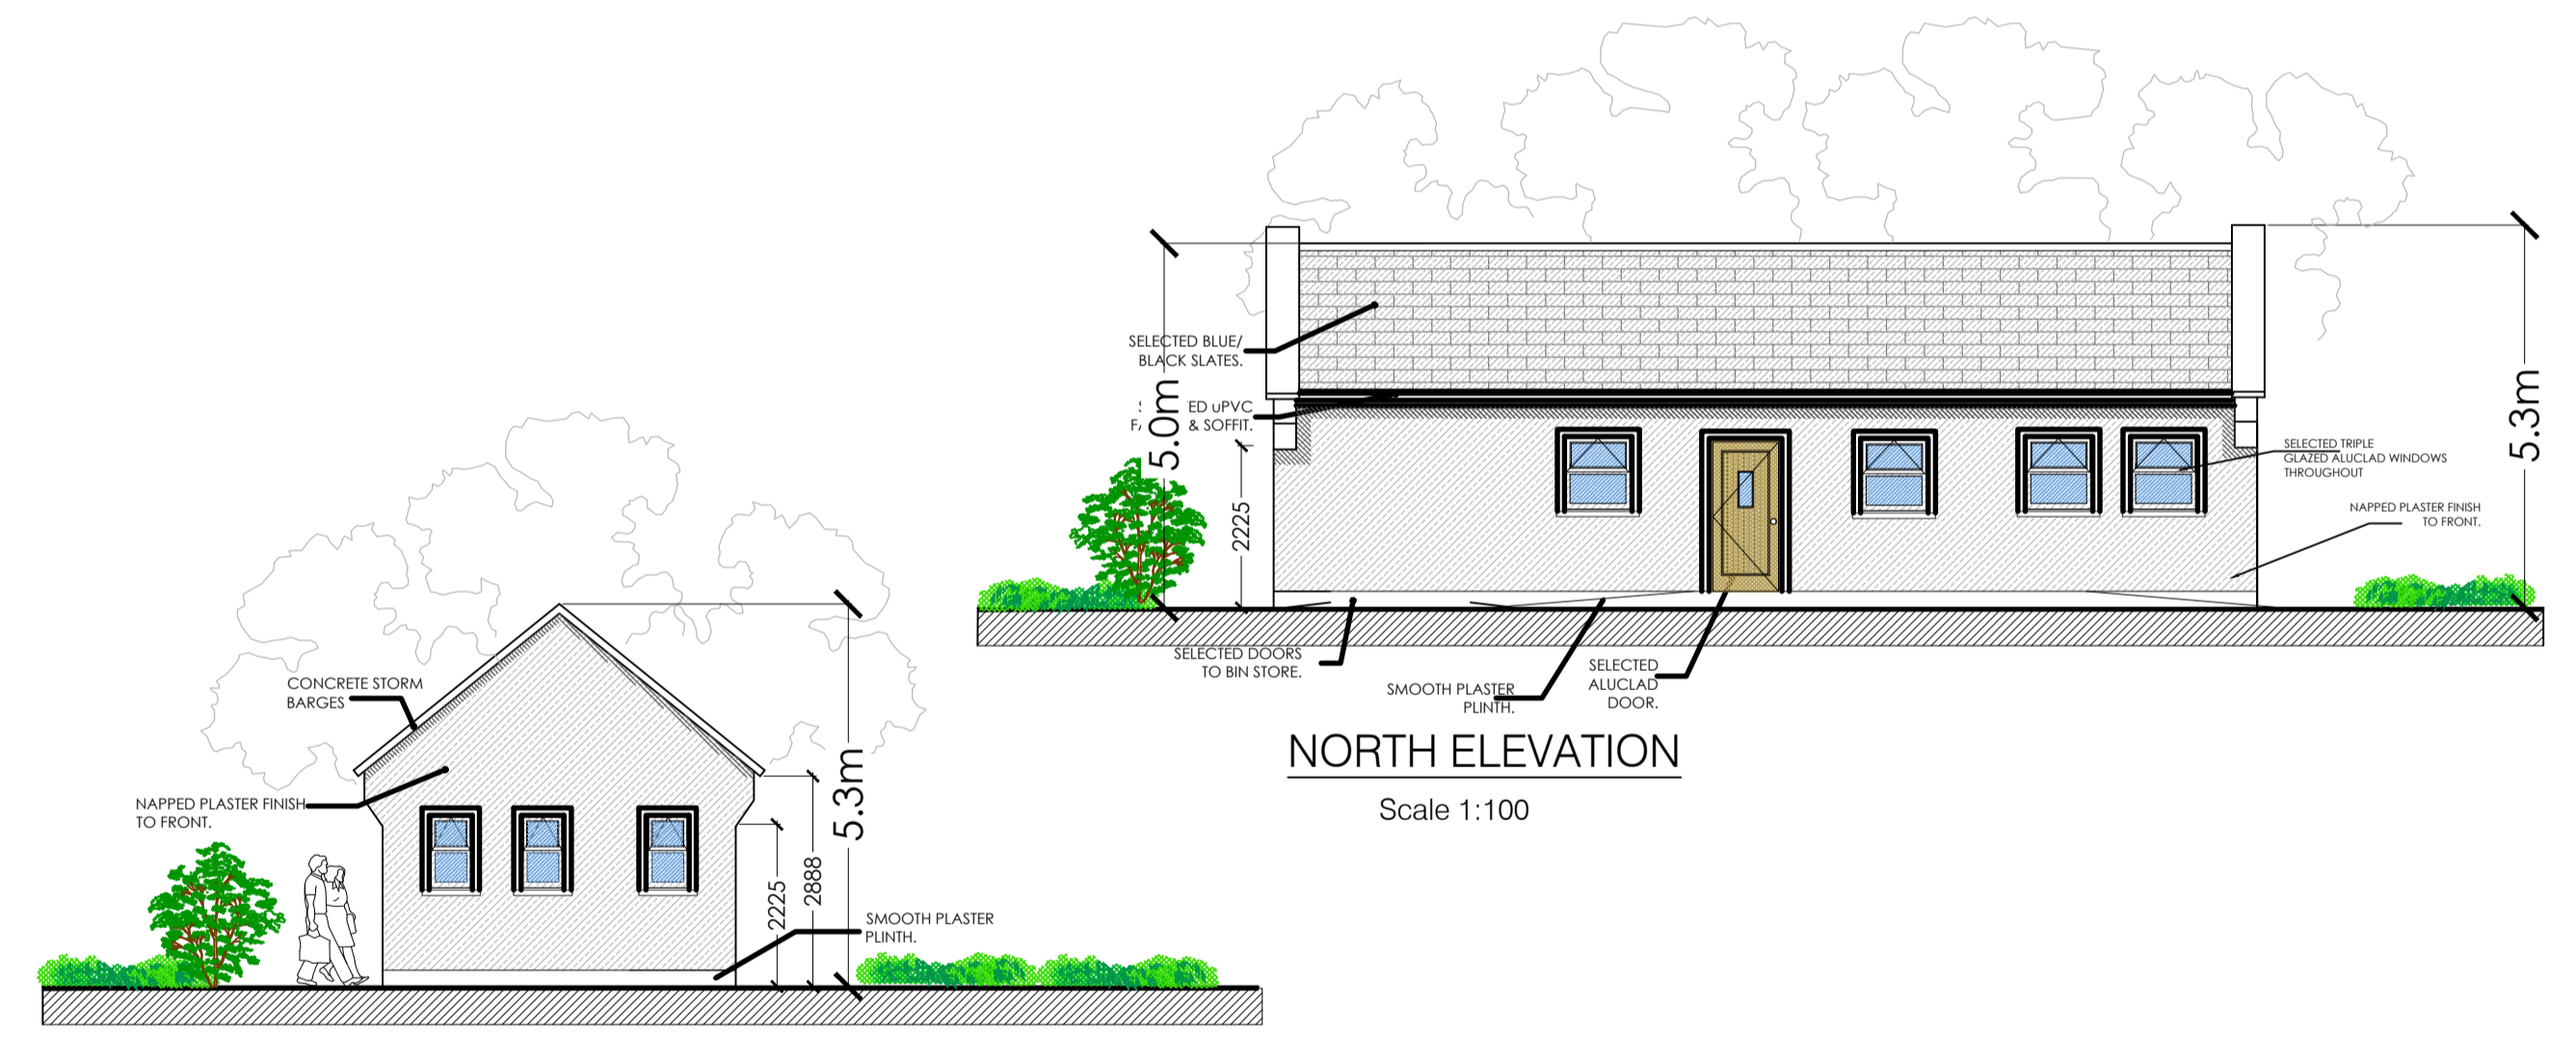 CONCRETE STORM
BARGES
NAPPED PLASTER FINISH
TO FRONT.
2225
2888
5.3m
SMOOTH PLASTER
PLINTH.
SELECTED BLUE/
BLACK SLATES.
ED uPVC
& SOFFIT.
5.0m
2225
SELECTED TRIPLE
GLAZED ALUCLAD WINDOWS
THROUGHOUT
NAPPED PLASTER FINISH
TO FRONT.
5.3m
SELECTED DOORS
TO BIN STORE.
SMOOTH PLASTER
PLINTH.
SELECTED
ALUCLAD
DOOR.
NORTH ELEVATION
Scale 1:100